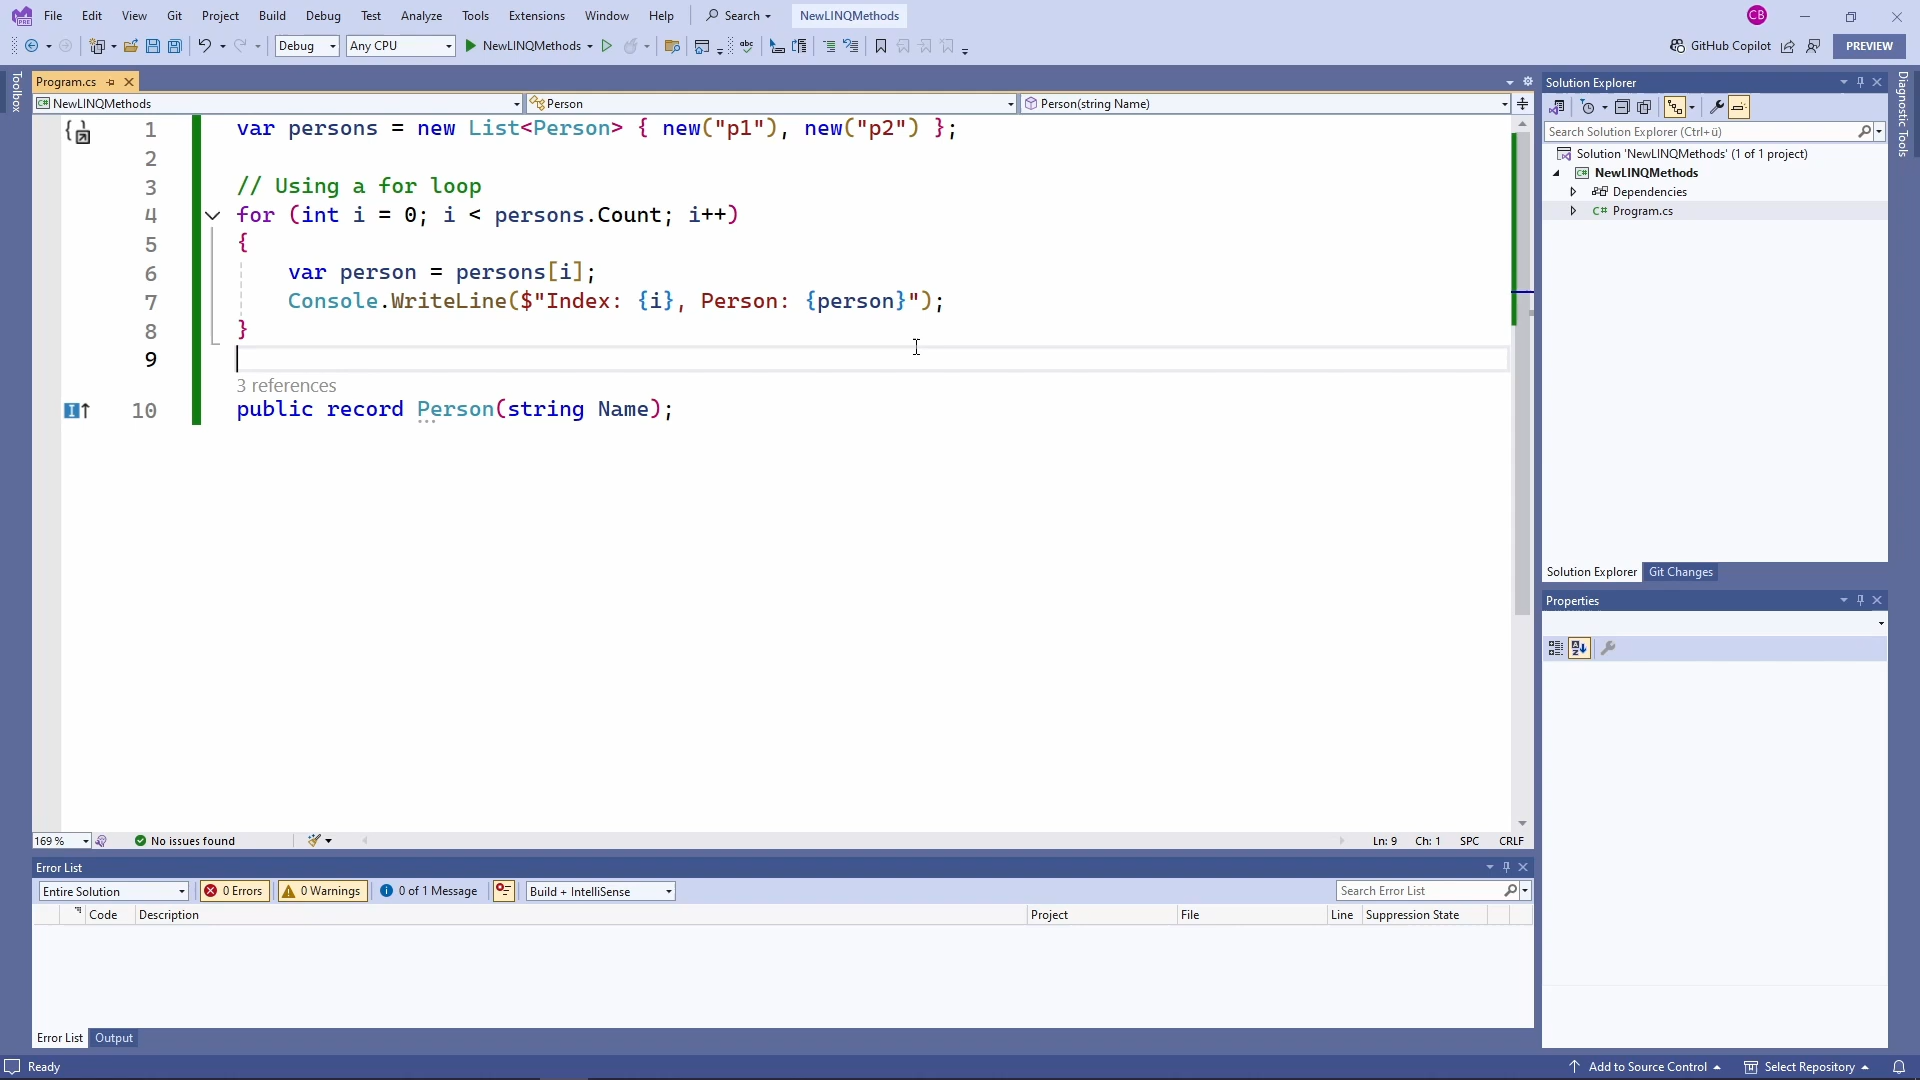 File Edit View Git Project Build Debug Test Analyze Tools Extensions Window Help Search NewLINQMethods CB
Debug Any CPU NewLINQMethods GitHub Copilot PREVIEW
Toolbox
Program.cs
NewLINQMethods Person Person(string Name)
1 var persons = new List<Person> { new("p1"), new("p2") };
2
3 // Using a for loop
4 for (int i = 0; i < persons.Count; i++)
5 {
6 var person = persons[i];
7 Console.WriteLine($"Index: {i}, Person: {person}");
8 }
9
3 references
10 public record Person(string Name);
169 % No issues found Ln: 9 Ch: 1 SPC CRLF
Error List
Entire Solution 0 Errors 0 Warnings 0 of 1 Message Build + IntelliSense Search Error List
Code Description Project File Line Suppression State
Error List Output
Solution Explorer
Search Solution Explorer (Ctrl+ü)
Solution 'NewLINQMethods' (1 of 1 project)
NewLINQMethods
Dependencies
Program.cs
Solution Explorer Git Changes
Properties
Diagnostic Tools
Ready Add to Source Control Select Repository